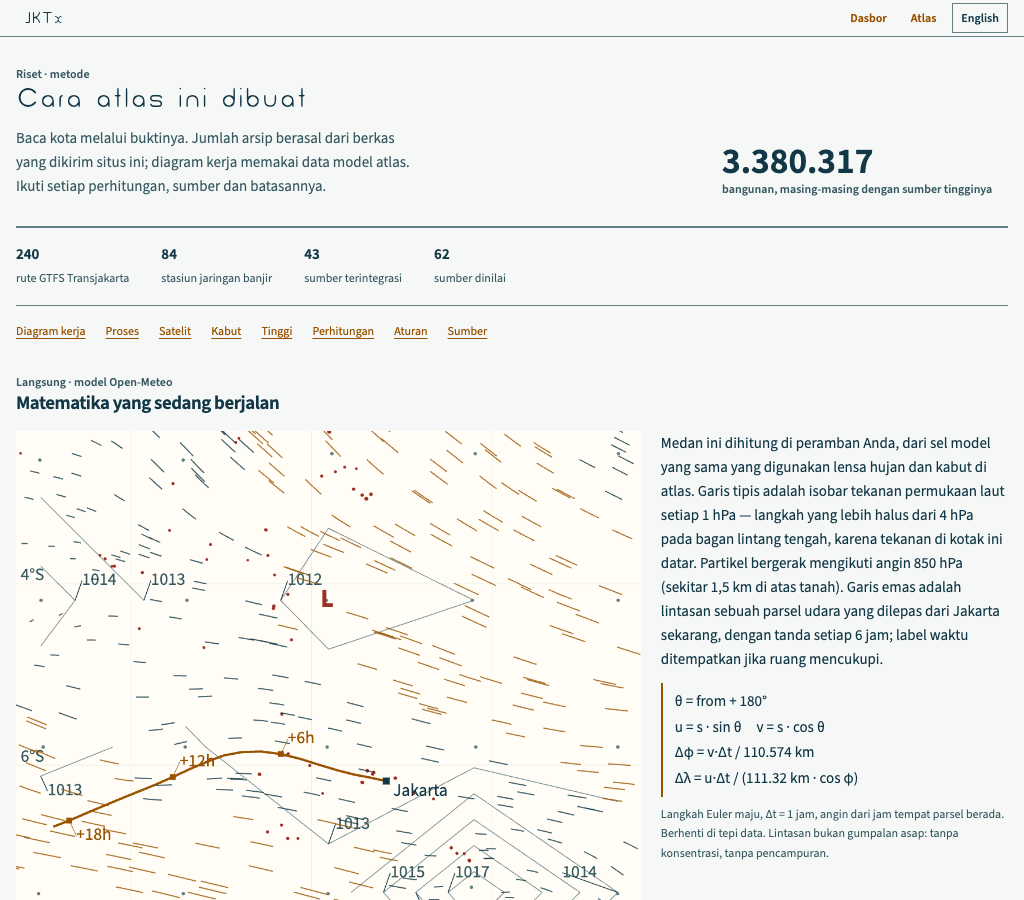 JKTx
Dasbor
Atlas
English
Riset · metode
Cara atlas ini dibuat
Baca kota melalui buktinya. Jumlah arsip berasal dari berkas
yang dikirim situs ini; diagram kerja memakai data model atlas.
Ikuti setiap perhitungan, sumber dan batasannya.
3.380.317
bangunan, masing-masing dengan sumber tingginya
240
rute GTFS Transjakarta
84
stasiun jaringan banjir
43
sumber terintegrasi
62
sumber dinilai
Diagram kerja
Proses
Satelit
Kabut
Tinggi
Perhitungan
Aturan
Sumber
Langsung · model Open-Meteo
Matematika yang sedang berjalan
4°S
1014
1013
1012
L
6°S
+6h
+12h
1013
Jakarta
+18h
1013
1015
1017
1014
Medan ini dihitung di peramban Anda, dari sel model
yang sama yang digunakan lensa hujan dan kabut di
atlas. Garis tipis adalah isobar tekanan permukaan laut
setiap 1 hPa — langkah yang lebih halus dari 4 hPa
pada bagan lintang tengah, karena tekanan di kotak ini
datar. Partikel bergerak mengikuti angin 850 hPa
(sekitar 1,5 km di atas tanah). Garis emas adalah
lintasan sebuah parsel udara yang dilepas dari Jakarta
sekarang, dengan tanda setiap 6 jam; label waktu
ditempatkan jika ruang mencukupi.
θ = from + 180°
u = s · sin θ v = s · cos θ
Δφ = v·Δt / 110.574 km
Δλ = u·Δt / (111.32 km · cos φ)
Langkah Euler maju, Δt = 1 jam, angin dari jam tempat parsel berada.
Berhenti di tepi data. Lintasan bukan gumpalan asap: tanpa
konsentrasi, tanpa pencampuran.